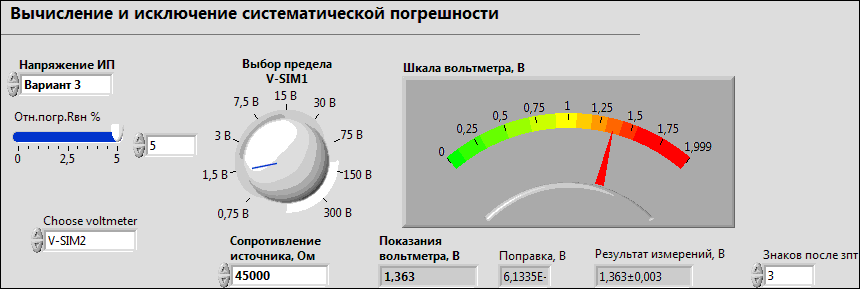 Вычисление и исключение систематической погрешности
Напряжение ИП
Вариант 3
Отн.погр.Rвн %
0 2,5 5
5
Choose voltmeter
V-SIM2
Выбор предела
V-SIM1
15 В
7,5 В 30 В
3 В 75 В
1,5 В 150 В
0,75 В 300 В
Сопротивление
источника, Ом
45000
Шкала вольтметра, В
0 0,25 0,5 0,75 1 1,25 1,5 1,75 1,999
Показания
вольтметра, В
1,363
Поправка, В
6,1335E-
Результат измерений, В
1,363±0,003
Знаков после зпт
3